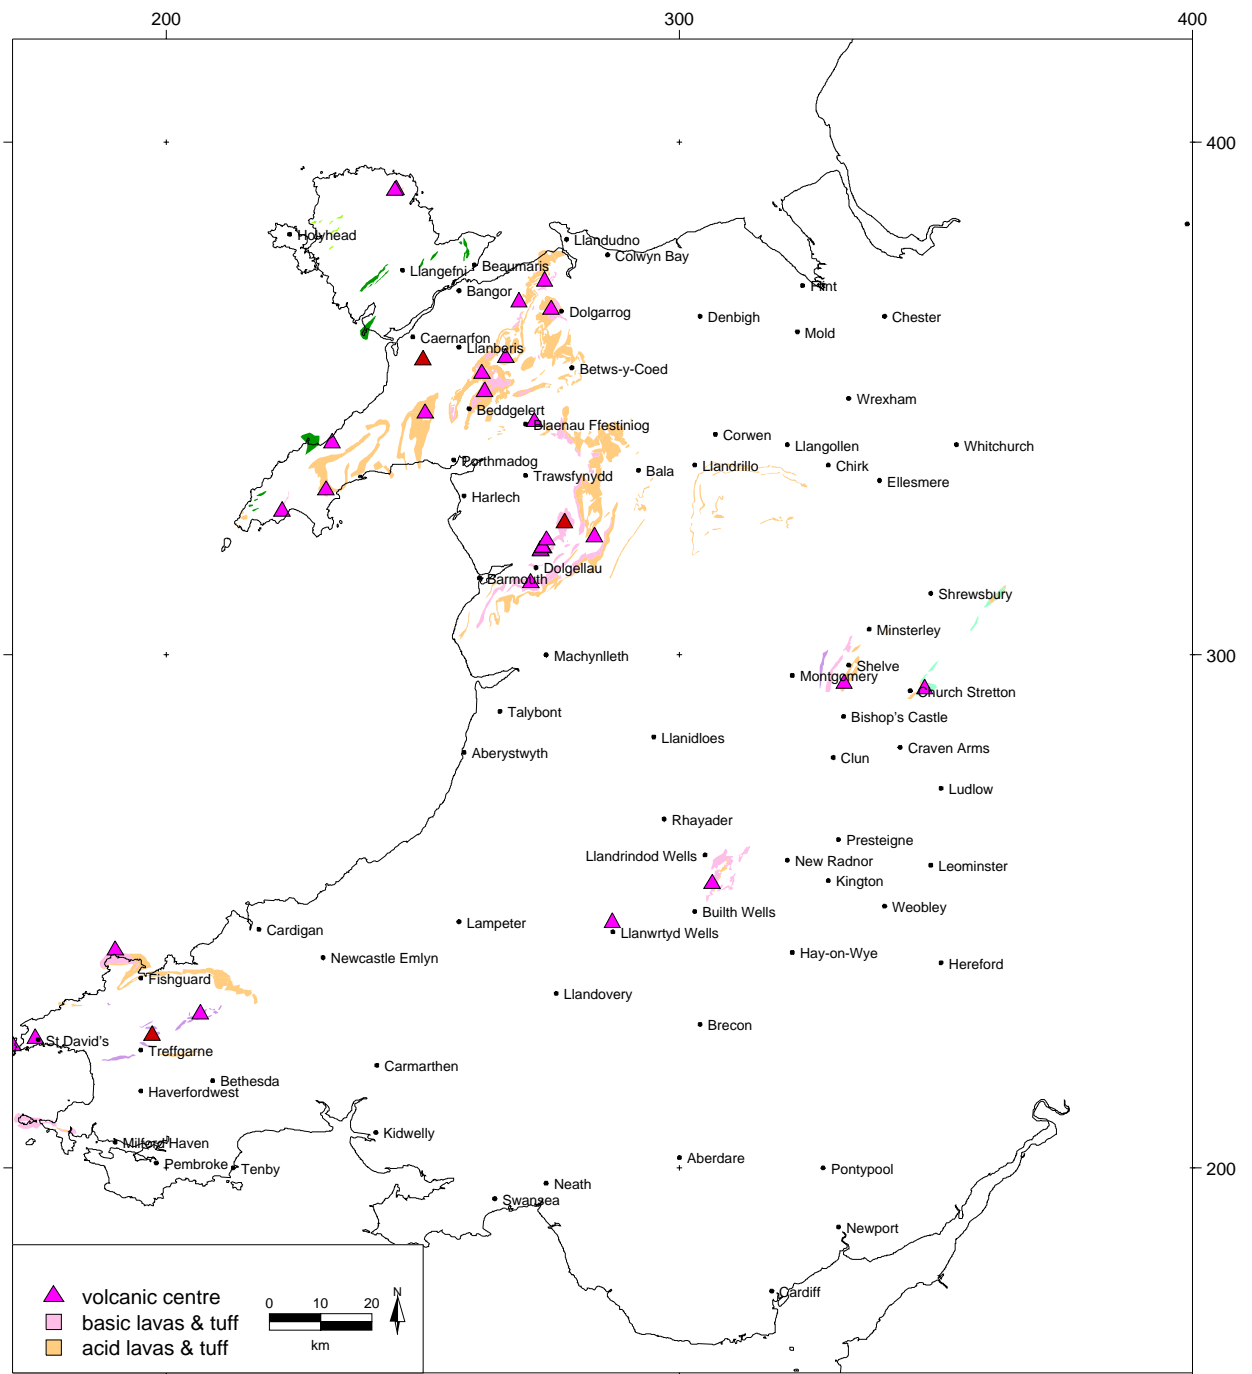 200 300 400
400
Holyhead
Llandudno
Colwyn Bay
Beaumaris
Llangefni
Bangor
Flint
Dolgarrog
Denbigh
Chester
Mold
Caernarfon
Llanberis
Betws-y-Coed
Wrexham
Beddgelert
Blaenau Ffestiniog
Corwen
Llangollen
Whitchurch
Porthmadog
Trawsfynydd
Bala
Llandrillo
Chirk
Ellesmere
Harlech
Dolgellau
Barmouth
Shrewsbury
Minsterley
Machynlleth
300
Shelve
Montgomery
Church Stretton
Talybont
Bishop's Castle
Llanidloes
Aberystwyth
Clun
Craven Arms
Ludlow
Rhayader
Presteigne
Llandrindod Wells
New Radnor
Leominster
Kington
Weobley
Builth Wells
Lampeter
Cardigan
Llanwrtyd Wells
Newcastle Emlyn
Hay-on-Wye
Hereford
Fishguard
Llandovery
Brecon
St David's
Treffgarne
Carmarthen
Bethesda
Haverfordwest
Kidwelly
Milford Haven
Pembroke
Tenby
Aberdare
Pontypool
200
Neath
Swansea
Newport
Cardiff
volcanic centre
basic lavas & tuff
acid lavas & tuff
0 10 20
km
N